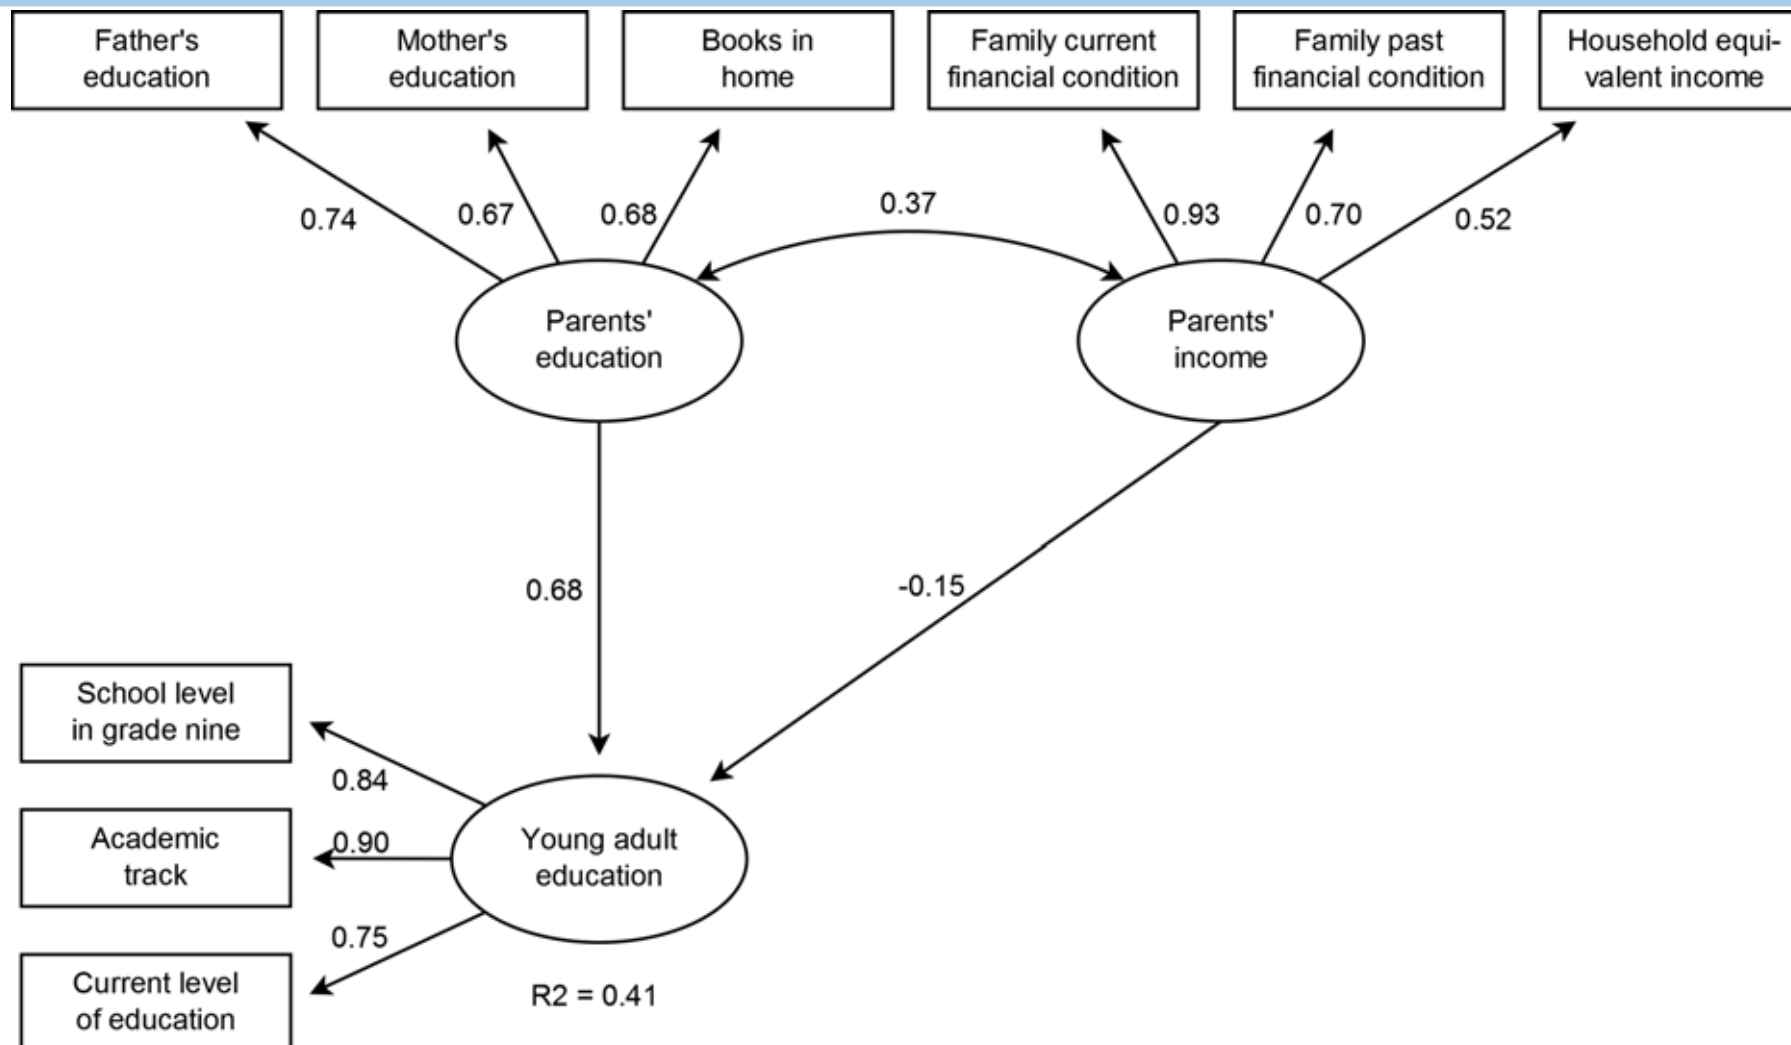 Father's
education
Mother's
education
Books in
home
Family current
financial condition
Family past
financial condition
Household equi-
valent income
0.74
0.67
0.68
0.37
0.93
0.70
0.52
Parents'
education
Parents'
income
0.68
-0.15
School level
in grade nine
0.84
Academic
track
0.90
Young adult
education
0.75
Current level
of education
R2 = 0.41